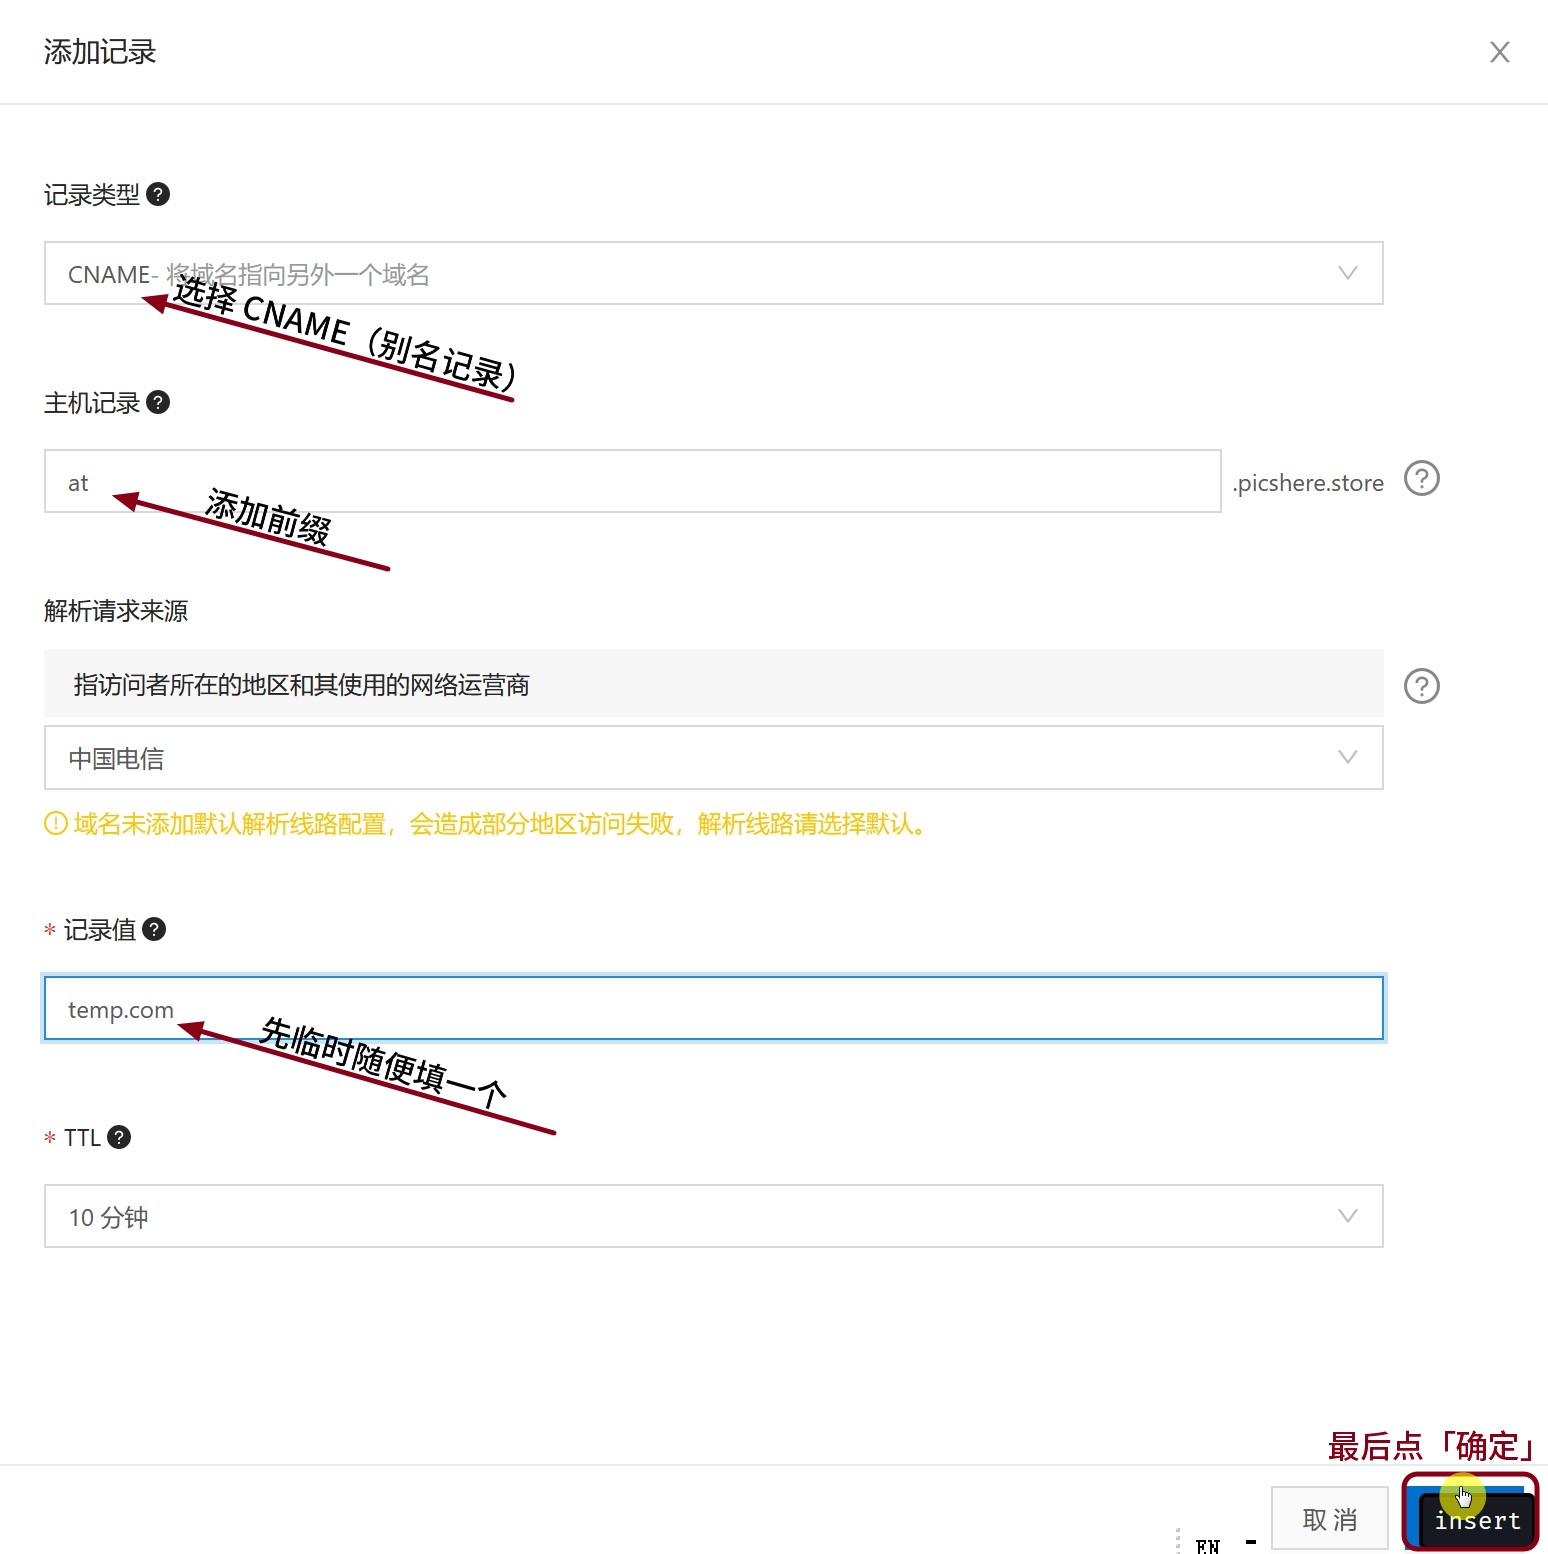 添加记录
记录类型
CNAME- 将域名指向另外一个域名
选择 CNAME（别名记录）
主机记录
at
.picshere.store
添加前缀
解析请求来源
指访问者所在的地区和其使用的网络运营商
中国电信
域名未添加默认解析线路配置，会造成部分地区访问失败，解析线路请选择默认。
* 记录值
temp.com
先临时随便填一个
* TTL
10 分钟
最后点「确定」
取 消
insert
EN